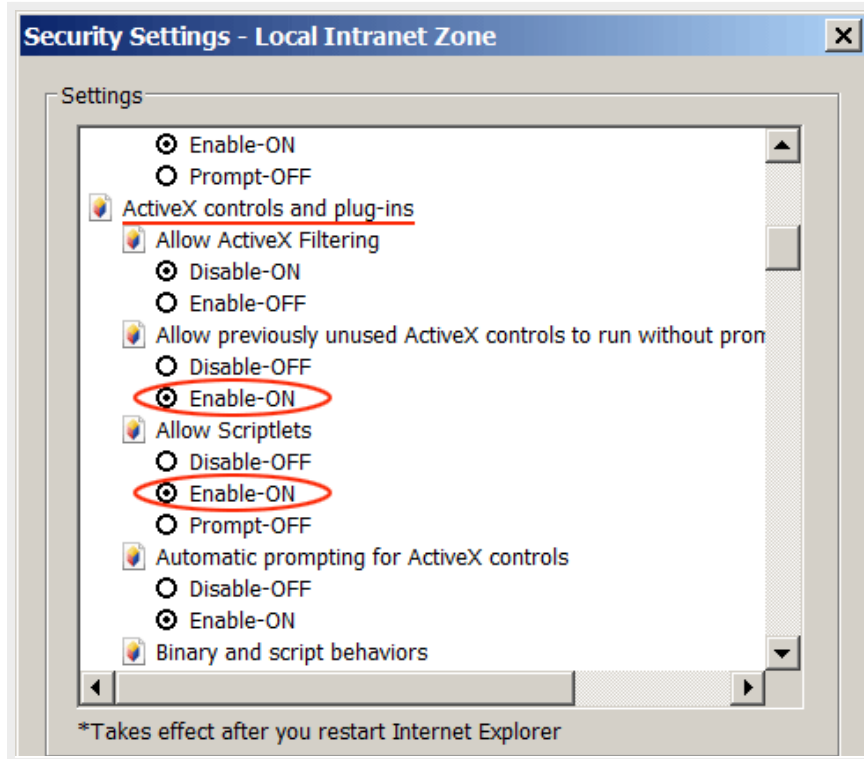 Security Settings - Local Intranet Zone
Settings
Enable-ON
Prompt-OFF
ActiveX controls and plug-ins
Allow ActiveX Filtering
Disable-ON
Enable-OFF
Allow previously unused ActiveX controls to run without prom
Disable-OFF
Enable-ON
Allow Scriptlets
Disable-OFF
Enable-ON
Prompt-OFF
Automatic prompting for ActiveX controls
Disable-OFF
Enable-ON
Binary and script behaviors
*Takes effect after you restart Internet Explorer